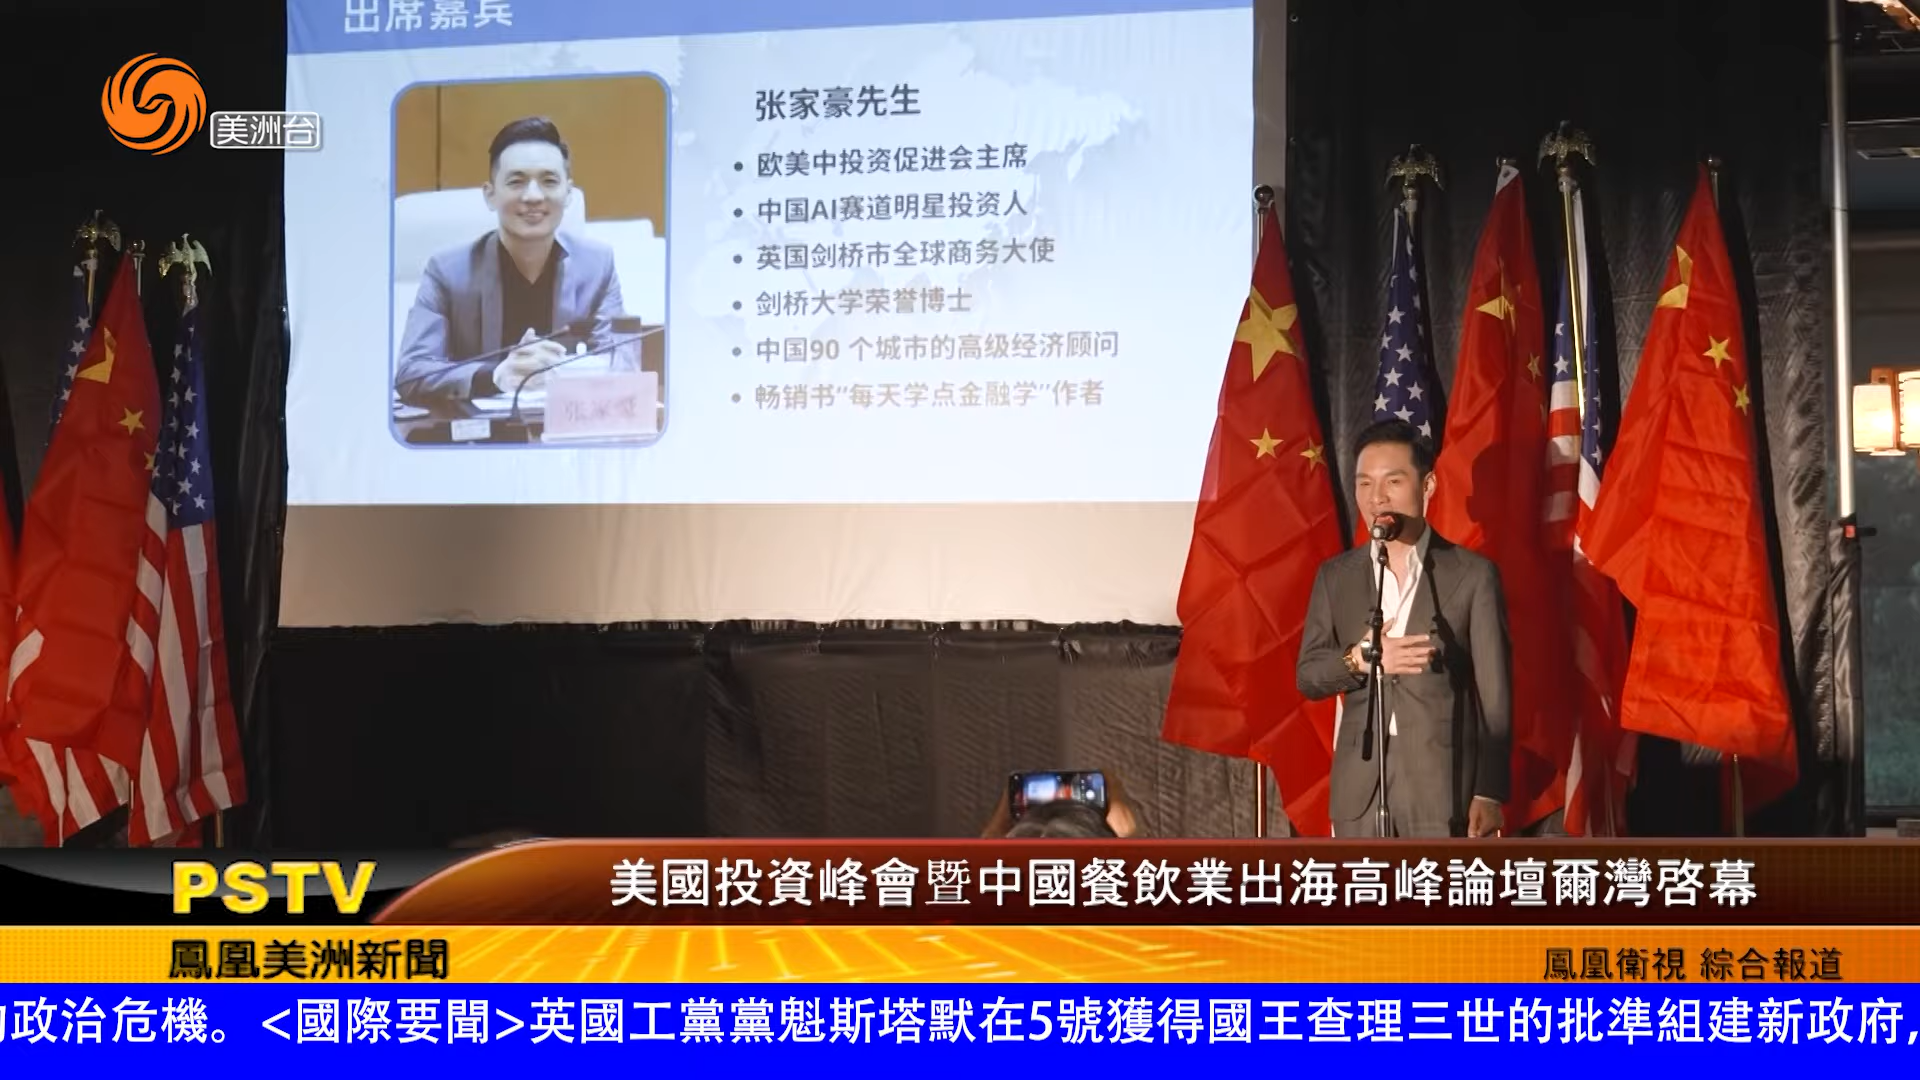 出席嘉兵
美洲台
张家豪先生
• 欧美中投资促进会主席
• 中国AI赛道明星投资人
• 英国剑桥市全球商务大使
• 剑桥大学荣誉博士
• 中国90 个城市的高级经济顾问
• 畅销书“每天学点金融学”作者
张家豪
PSTV
美國投資峰會暨中國餐飲業出海高峰論壇爾灣啓幕
鳳凰美洲新聞
鳳凰衛視 綜合報道
政治危機。<國際要聞>英國工黨黨魁斯塔默在5號獲得國王查理三世的批準組建新政府,